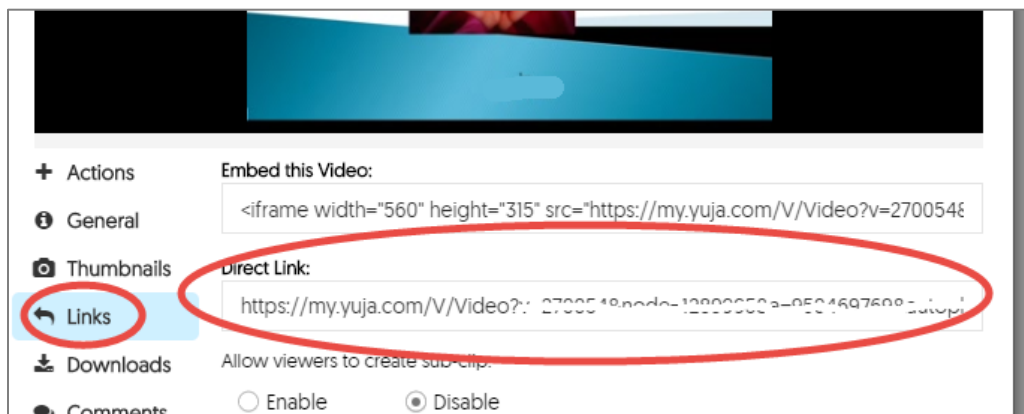 Actions
General
Thumbnails
Links
Downloads
Comments
Embed this Video:
<iframe width="560" height="315" src="https://my.yuja.com/V/Video?v=2700548
Direct Link:
https://my.yuja.com/V/Video?
Allow viewers to create sub-clip:
Enable
Disable